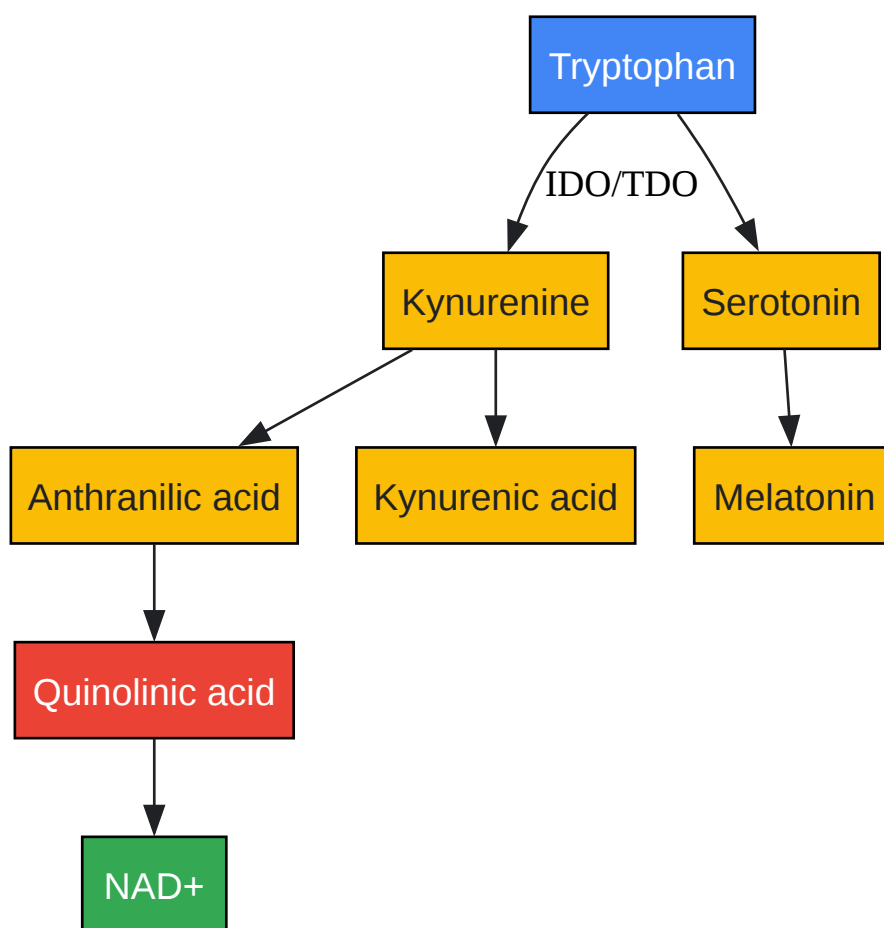 Tryptophan
IDO/TDO
Kynurenine
Serotonin
Anthranilic acid
Kynurenic acid
Melatonin
Quinolinic acid
NAD+